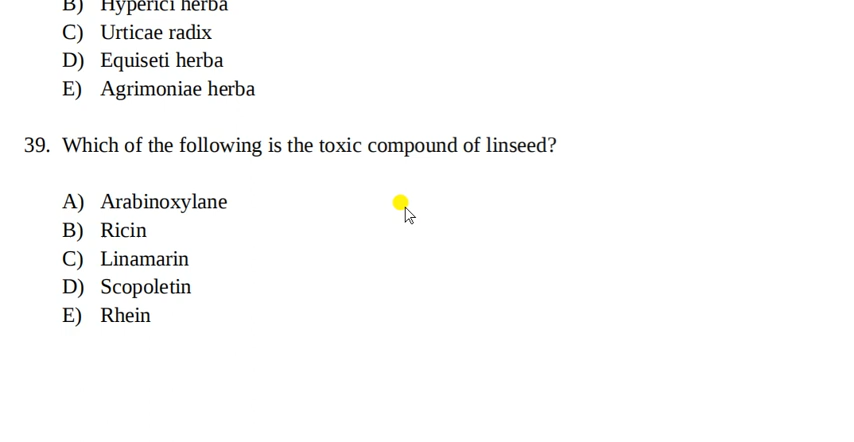 B) Hyperici herba
C) Urticae radix
D) Equiseti herba
E) Agrimoniae herba
39. Which of the following is the toxic compound of linseed?
A) Arabinoxylane
B) Ricin
C) Linamarin
D) Scopoletin
E) Rhein